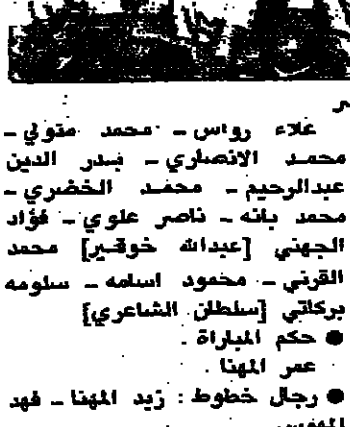 ر
علاء رواس ـ محمد متولي ـ
محمد الانصاري ـ بدر الدين
عبدالرحيم ـ محمد الخضري ـ
محمد بانه ـ ناصر علوي ـ فؤاد
الجهني [عبدالله خوقير] محمد
القرني ـ محمود اسامه ـ سلومه
بركاتي [سلطان الشاعري]
● حكم المباراة .
عمر المهنا .
● رجال خطوط : زيد المهنا ـ فهد